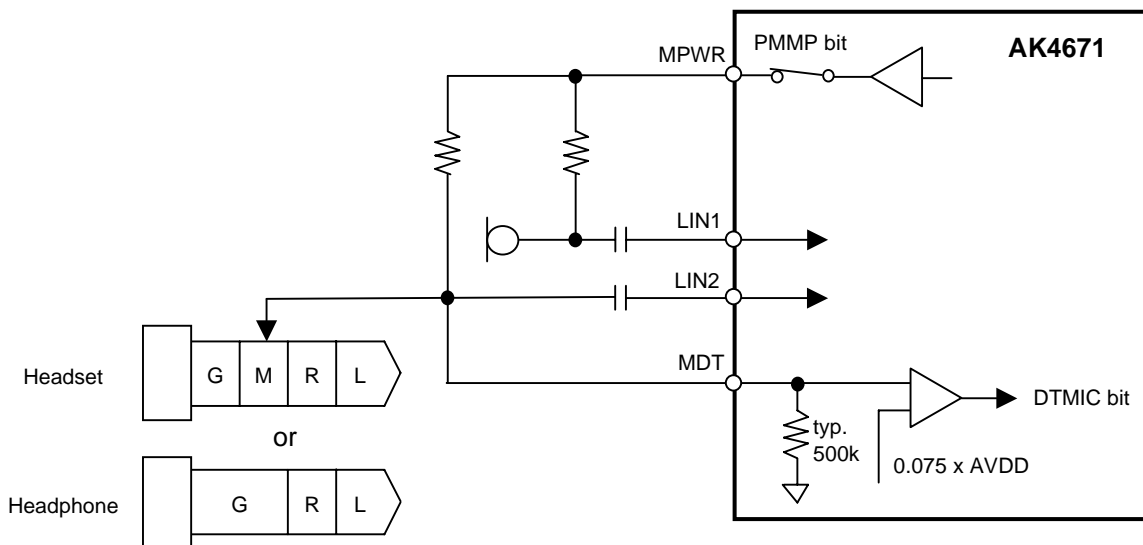 PMMP bit
AK4671
MPWR
LIN1
LIN2
MDT
Headset
G M R L
or
Headphone
G R L
typ.
500k
0.075 x AVDD
DTMIC bit